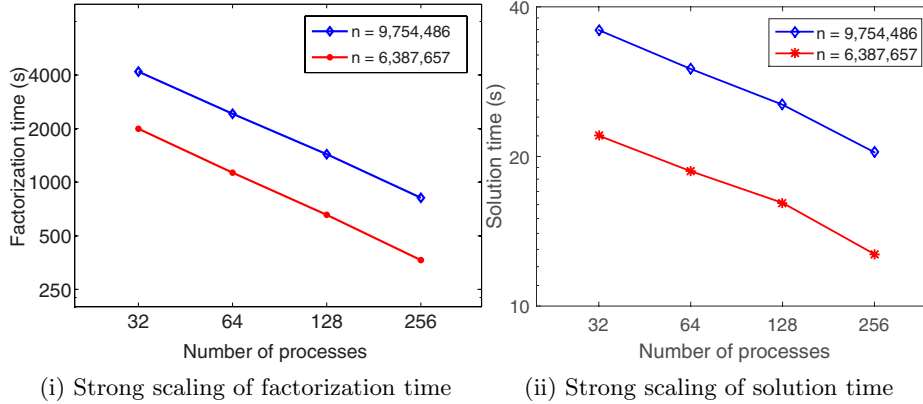 n = 9,754,486
n = 6,387,657
4000
2000
1000
500
250
Factorization time (s)
32 64 128 256
Number of processes
(i) Strong scaling of factorization time
n = 9,754,486
n = 6,387,657
40
20
10
Solution time (s)
32 64 128 256
Number of processes
(ii) Strong scaling of solution time